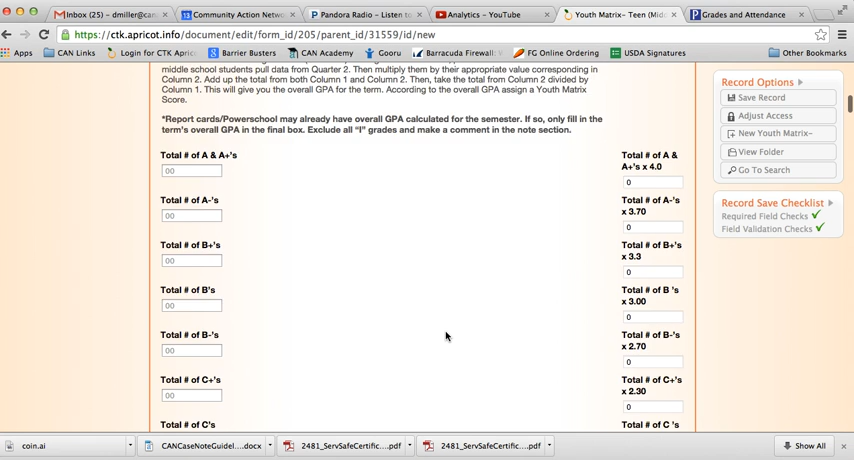 Inbox (25) - dmiller@can
Community Action Netw
Pandora Radio - Listen to
Analytics - YouTube
Youth Matrix- Teen (Midd
Grades and Attendance
https://ctk.apricot.info/document/edit/form_id/205/parent_id/31559/id/new
Apps CAN Links Login for CTK Apric Gooru Barrier Busters CAN Academy Barracuda Firewall: FG Online Ordering USDA Signatures Other Bookmarks
middle school students pull data from Quarter 2. Then multiply them by their appropriate value corresponding in
Column 2. Add up the total from both Column 1 and Column 2. Then, take the total from Column 2 divided by
Column 1. This will give you the overall GPA for the term. According to the overall GPA assign a Youth Matrix
Score.
*Report cards/Powerschool may already have overall GPA calculated for the semester. If so, only fill in the
term's overall GPA in the final box. Exclude all "I" grades and make a comment in the note section.
Total # of A & A+'s
00
Total # of A &
A+'s x 4.0
0
Total # of A-'s
00
Total # of A-'s
x 3.70
0
Total # of B+'s
00
Total # of B+'s
x 3.3
0
Total # of B's
00
Total # of B 's
x 3.00
0
Total # of B-'s
00
Total # of B-'s
x 2.70
0
Total # of C+'s
00
Total # of C+'s
x 2.30
0
Total # of C's
Total # of C 's
Record Options
Save Record
Adjust Access
New Youth Matrix-
View Folder
Go To Search
Record Save Checklist
Required Field Checks
Field Validation Checks
coin.ai
CANCaseNoteGuidel....docx
2481_ServSafeCertific....pdf
2481_ServSafeCertific....pdf
Show All